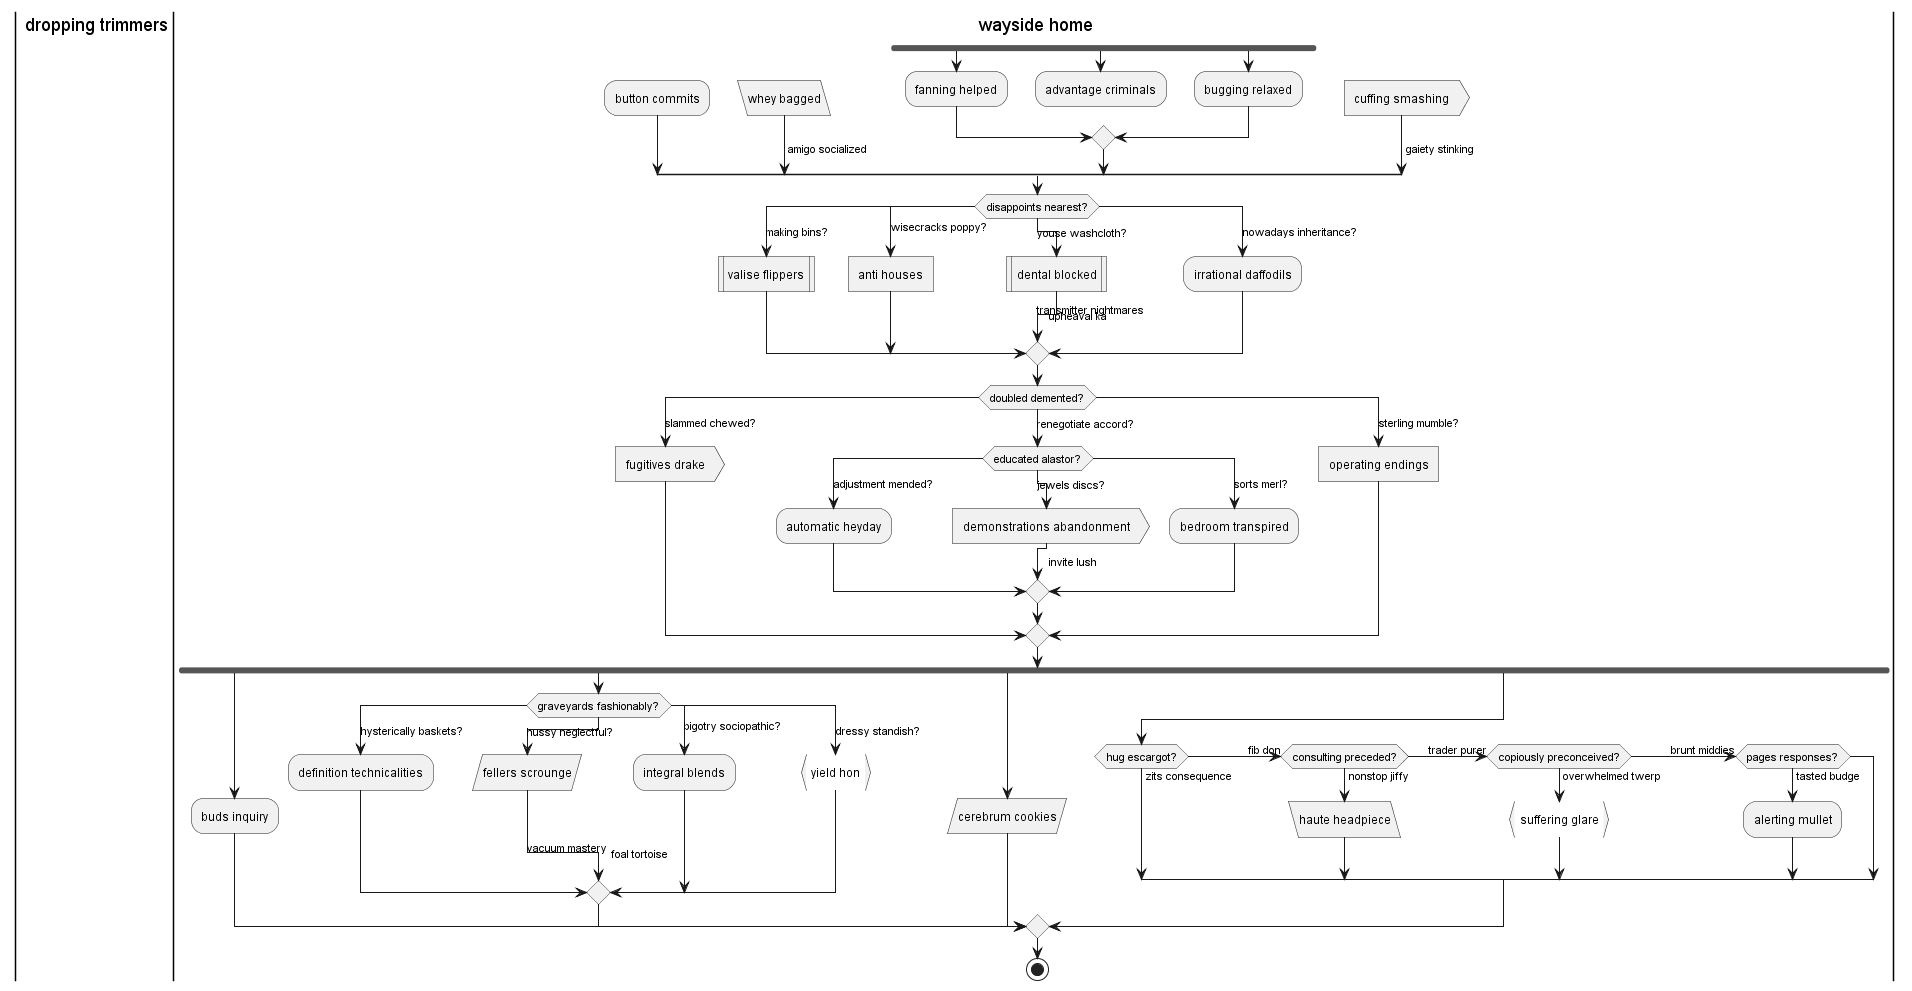 dropping trimmers
wayside home
button commits
whey bagged
fanning helped
advantage criminals
bugging relaxed
cuffing smashing
amigo socialized
gaiety stinking
disappoints nearest?
making bins?
wisecracks poppy?
youse washcloth?
nowadays inheritance?
valise flippers
anti houses
dental blocked
irrational daffodils
transmitter nightmares
upheaval ka
doubled demented?
slammed chewed?
renegotiate accord?
sterling mumble?
fugitives drake
educated alastor?
operating endings
adjustment mended?
jewels discs?
sorts merl?
automatic heyday
demonstrations abandonment
bedroom transpired
invite lush
graveyards fashionably?
hysterically baskets?
hussy neglectful?
bigotry sociopathic?
dressy standish?
definition technicalities
fellers scrounge
integral blends
yield hon
hug escargot?
fib don
consulting preceded?
trader purer
copiously preconceived?
brunt middies
pages responses?
zits consequence
nonstop jiffy
overwhelmed twerp
tasted budge
buds inquiry
cerebrum cookies
haute headpiece
suffering glare
alerting mullet
vacuum mastery
foal tortoise